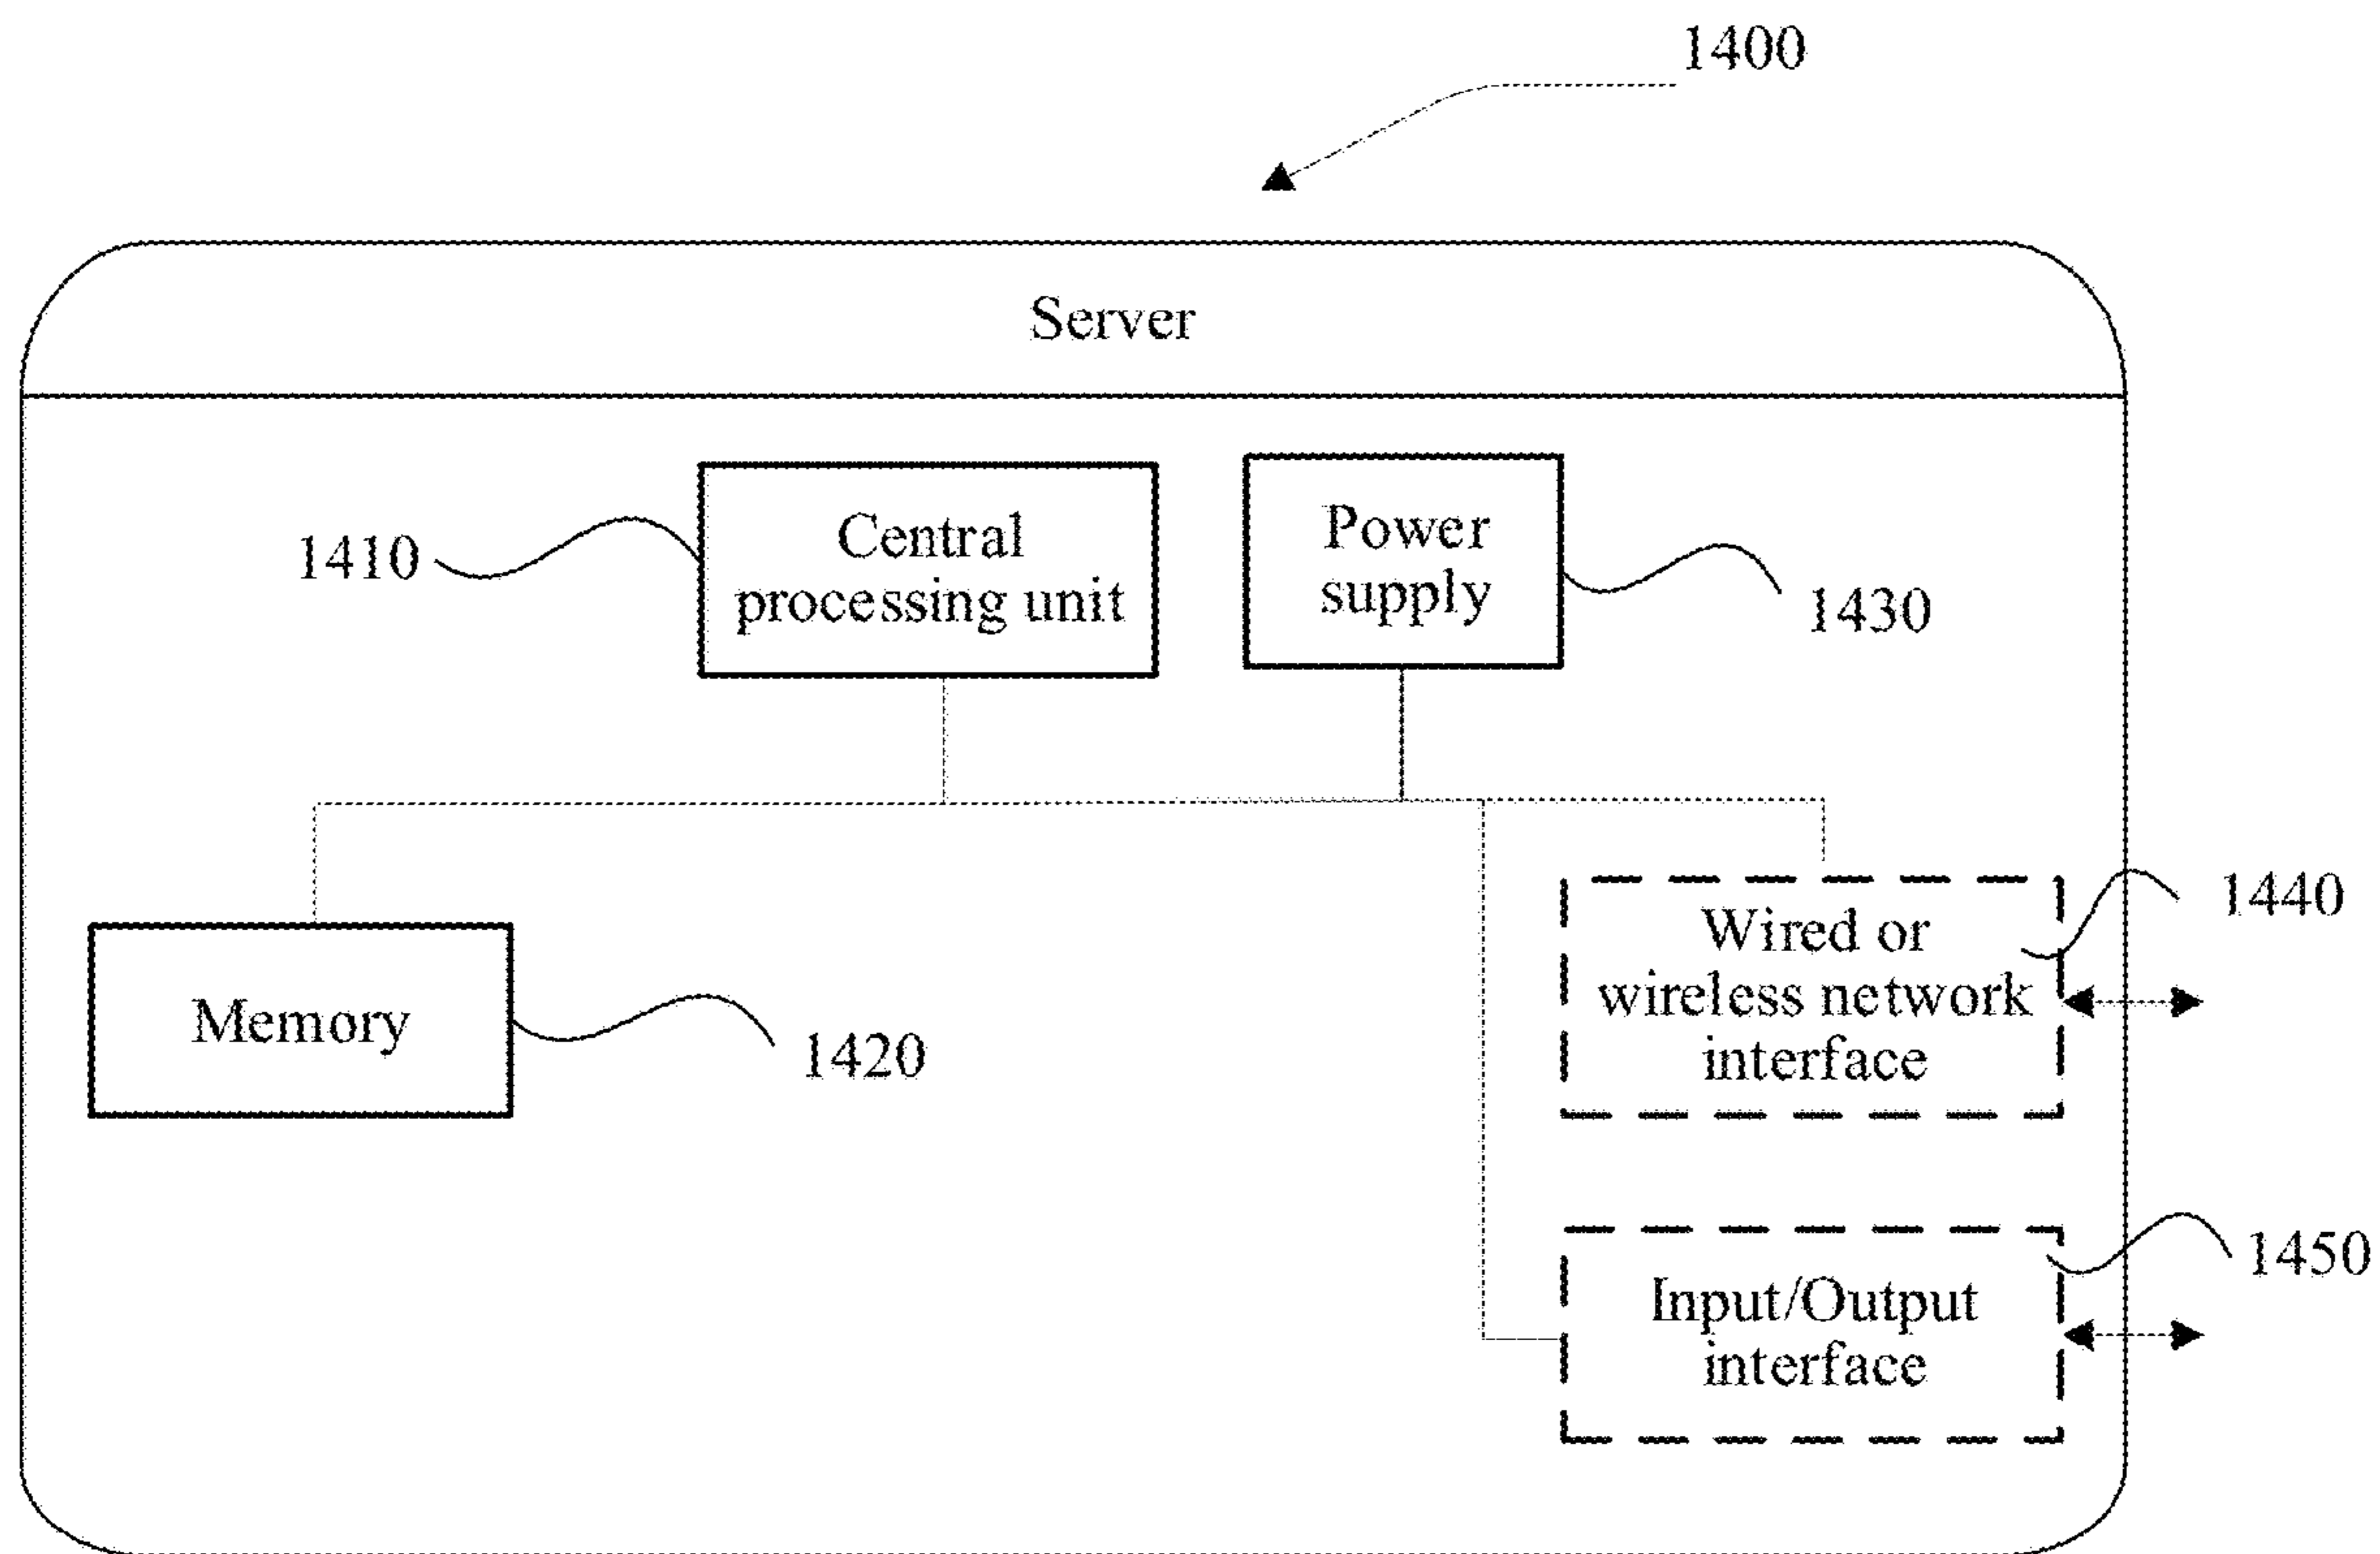 1400
Server
Central
processing unit
1410
Power
supply
1430
Memory
1420
Wired or
wireless network
interface
1440
Input/Output
interface
1450